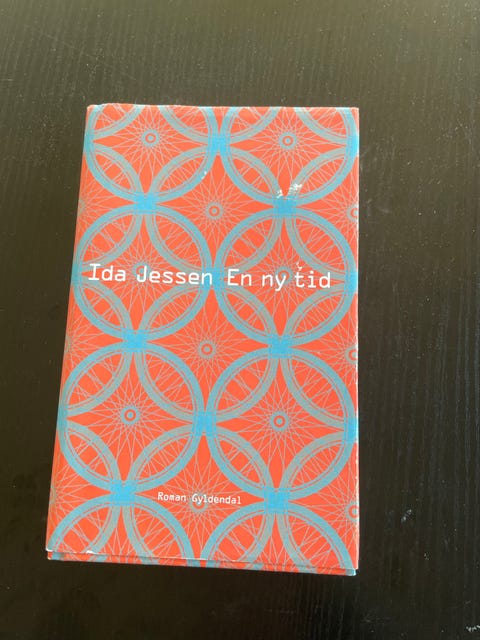 Ida Jessen En ny tid
Roman Gyldendal